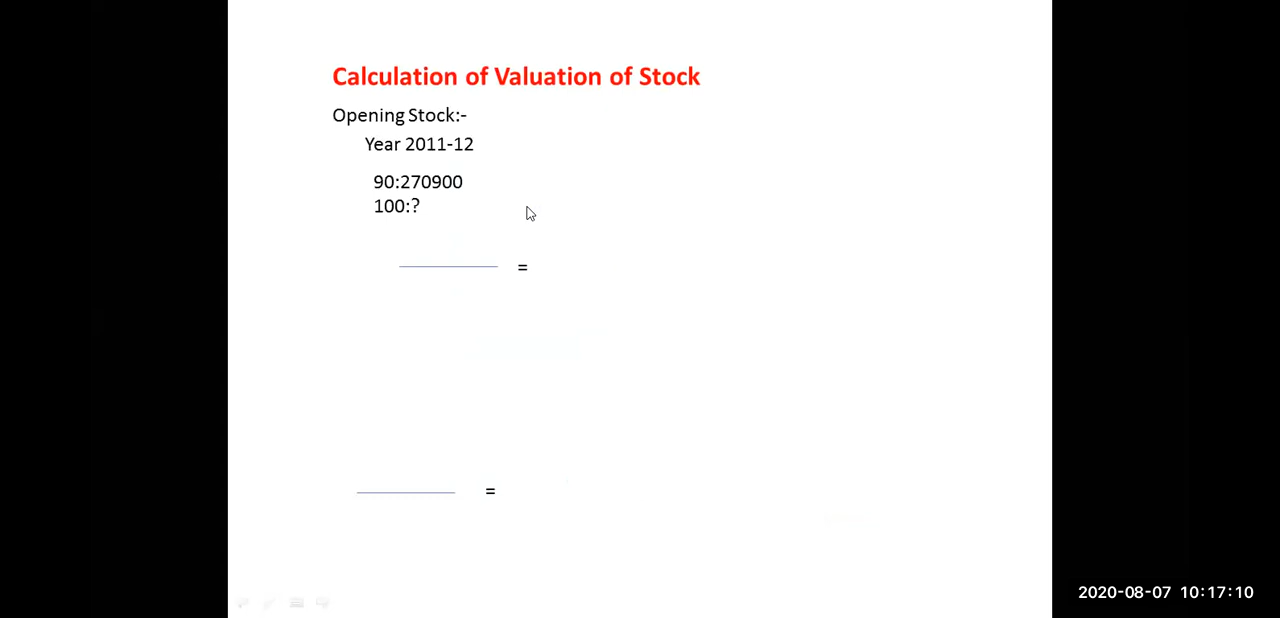 Calculation of Valuation of Stock
Opening Stock:-
Year 2011-12
90:270900
100:?
=
=
2020-08-07 10:17:10